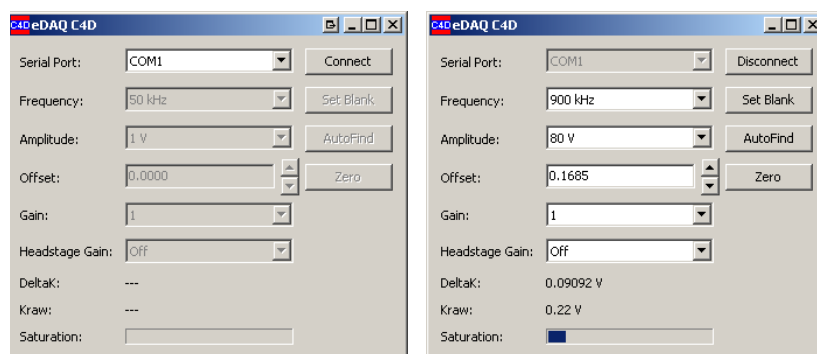 C4D eDAQ C4D
Serial Port: COM1 Connect
Frequency: 50 kHz Set Blank
Amplitude: 1 V AutoFind
Offset: 0.0000 Zero
Gain: 1
Headstage Gain: Off
DeltaK: ---
Kraw: ---
Saturation:
C4D eDAQ C4D
Serial Port: COM1 Disconnect
Frequency: 900 kHz Set Blank
Amplitude: 80 V AutoFind
Offset: 0.1685 Zero
Gain: 1
Headstage Gain: Off
DeltaK: 0.09092 V
Kraw: 0.22 V
Saturation: